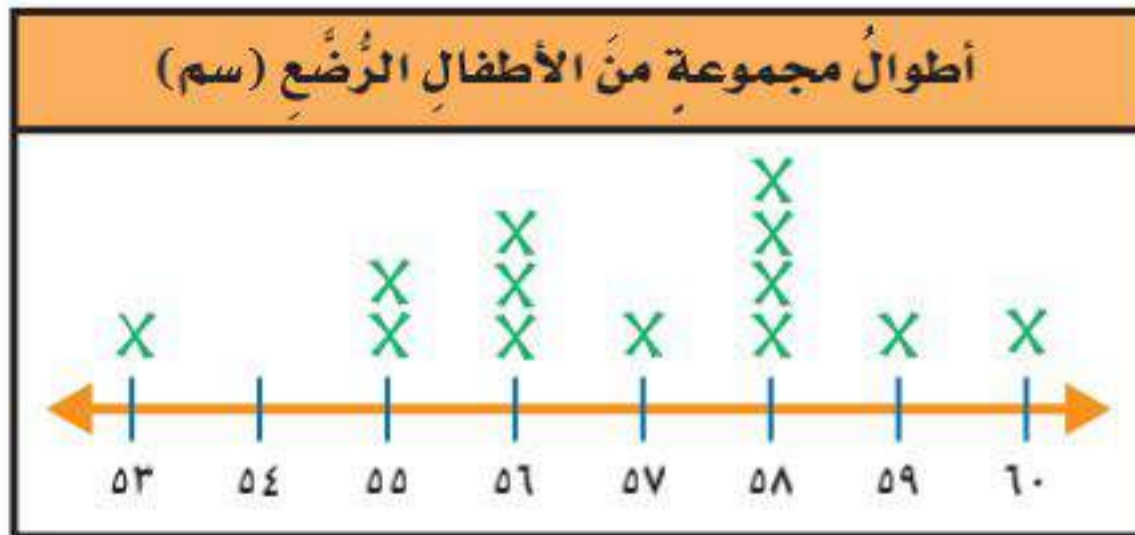 أطوالُ مجموعةٍ منَ الأطفالِ الرُّضَّعِ (سم)
٥٣ ٥٤ ٥٥ ٥٦ ٥٧ ٥٨ ٥٩ ٦٠